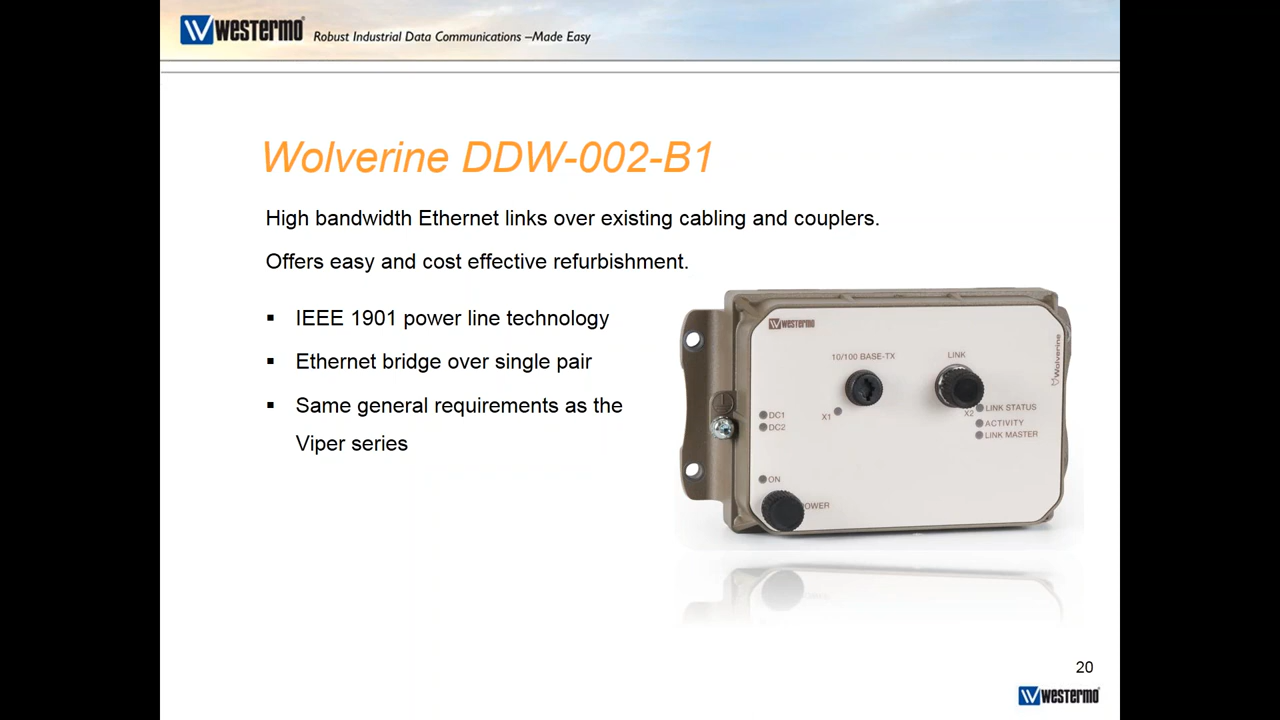 westermo Robust Industrial Data Communications –Made Easy
Wolverine DDW-002-B1
High bandwidth Ethernet links over existing cabling and couplers.
Offers easy and cost effective refurbishment.
▪ IEEE 1901 power line technology
▪ Ethernet bridge over single pair
▪ Same general requirements as the
Viper series
westermo
10/100 BASE-TX
LINK
Wolverine
X1
X2
LINK STATUS
DC1
ACTIVITY
DC2
LINK MASTER
ON
POWER
20
westermo